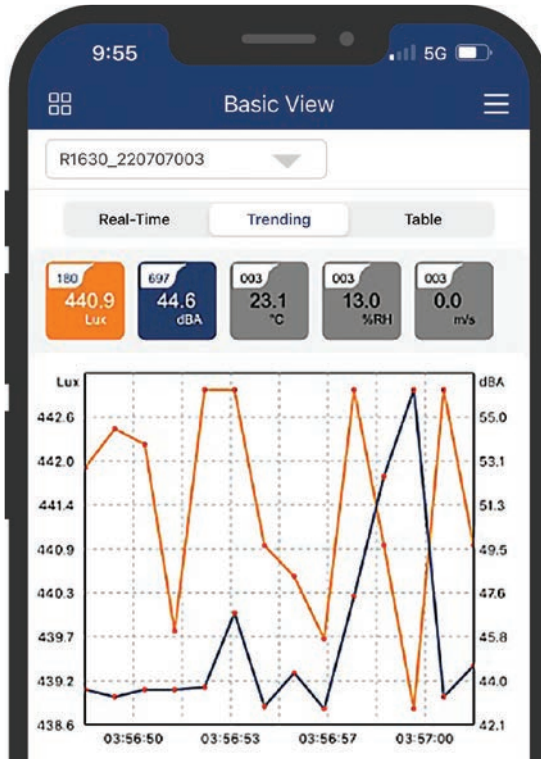 9:55 5G
Basic View
R1630_220707003
Real-Time Trending Table
180 697 003 003 003
440.9 44.6 23.1 13.0 0.0
Lux dBA °C %RH m/s
Lux dBA
442.6 55.0
442.0 53.1
441.4 51.3
440.9 49.5
440.3 47.6
439.7 45.8
439.2 44.0
438.6 42.1
03:56:50 03:56:53 03:56:57 03:57:00